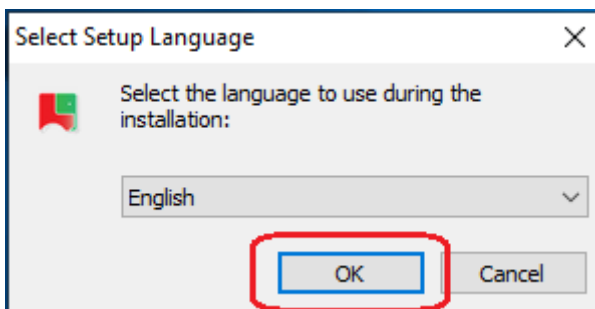 Select Setup Language
Select the language to use during the
installation:
English
OK
Cancel